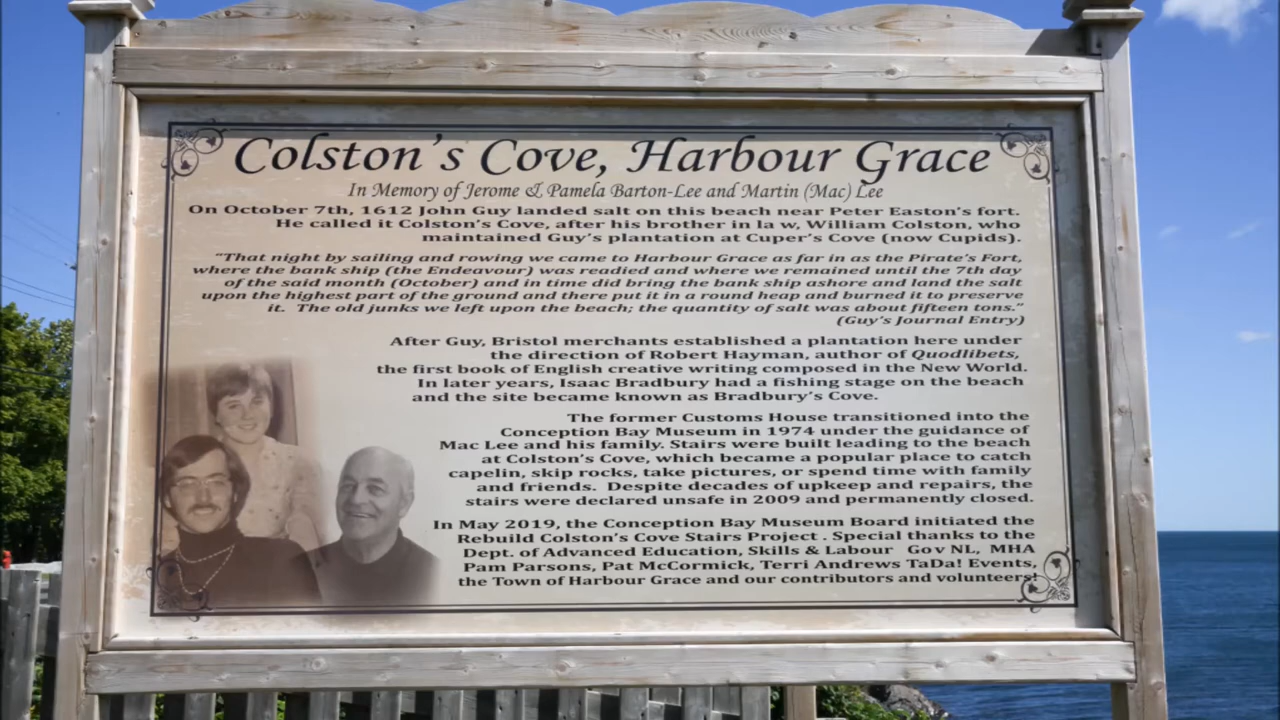 Colston's Cove, Harbour Grace
In Memory of Jerome & Pamela Barton-Lee and Martin (Mac) Lee
On October 7th, 1612 John Guy landed salt on this beach near Peter Easton's fort.
He called it Colston's Cove, after his brother in la w, William Colston, who
maintained Guy's plantation at Cuper's Cove (now Cupids).
"That night by sailing and rowing we came to Harbour Grace as far in as the Pirate's Fort,
where the bank ship (the Endeavour) was readied and where we remained until the 7th day
of the said month (October) and in time did bring the bank ship ashore and land the salt
upon the highest part of the ground and there put it in a round heap and burned it to preserve
it. The old junks we left upon the beach; the quantity of salt was about fifteen tons."
(Guy's Journal Entry)
After Guy, Bristol merchants established a plantation here under
the direction of Robert Hayman, author of Quodlibets,
the first book of English creative writing composed in the New World.
In later years, Isaac Bradbury had a fishing stage on the beach
and the site became known as Bradbury's Cove.
The former Customs House transitioned into the
Conception Bay Museum in 1974 under the guidance of
Mac Lee and his family. Stairs were built leading to the beach
at Colston's Cove, which became a popular place to catch
capelin, skip rocks, take pictures, or spend time with family
and friends. Despite decades of upkeep and repairs, the
stairs were declared unsafe in 2009 and permanently closed.
In May 2019, the Conception Bay Museum Board initiated the
Rebuild Colston's Cove Stairs Project . Special thanks to the
Dept. of Advanced Education, Skills & Labour Gov NL, MHA
Pam Parsons, Pat McCormick, Terri Andrews TaDa! Events,
the Town of Harbour Grace and our contributors and volunteers!